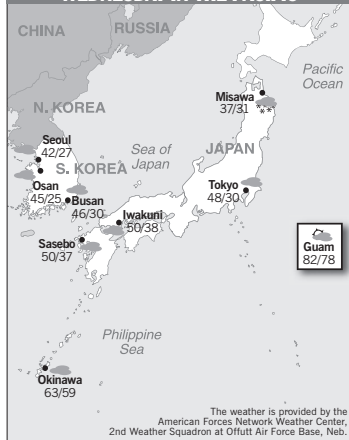 CHINA
RUSSIA
Pacific
Ocean
Misawa
37/31
N. KOREA
Seoul
42/27
S. KOREA
Sea of
Japan
JAPAN
Osan
45/25
Busan
46/30
Tokyo
48/30
Iwakuni
50/38
Sasebo
50/37
Guam
82/78
Philippine
Sea
Okinawa
63/59
The weather is provided by the
American Forces Network Weather Center,
2nd Weather Squadron at Offutt Air Force Base, Neb.